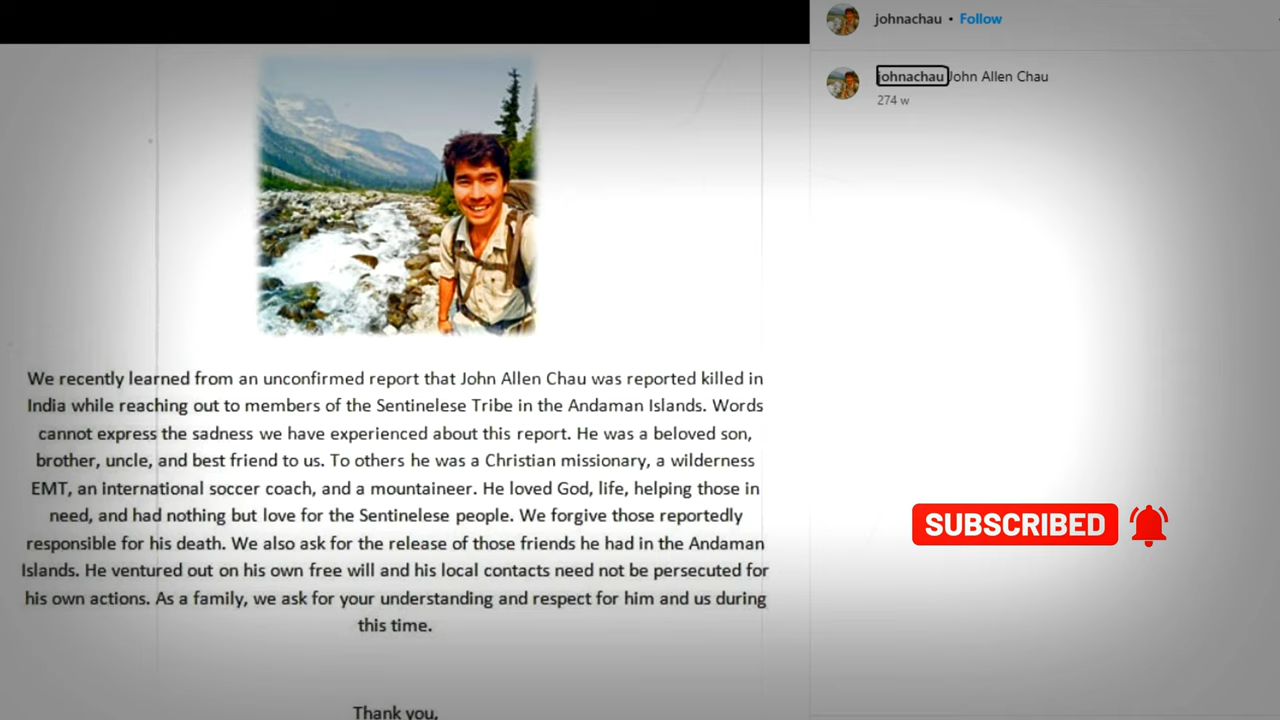 johnachau • Follow
johnachau John Allen Chau
274 w
We recently learned from an unconfirmed report that John Allen Chau was reported killed in
India while reaching out to members of the Sentinelese Tribe in the Andaman Islands. Words
cannot express the sadness we have experienced about this report. He was a beloved son,
brother, uncle, and best friend to us. To others he was a Christian missionary, a wilderness
EMT, an international soccer coach, and a mountaineer. He loved God, life, helping those in
need, and had nothing but love for the Sentinelese people. We forgive those reportedly
responsible for his death. We also ask for the release of those friends he had in the Andaman
Islands. He ventured out on his own free will and his local contacts need not be persecuted for
his own actions. As a family, we ask for your understanding and respect for him and us during
this time.
Thank you,
SUBSCRIBED